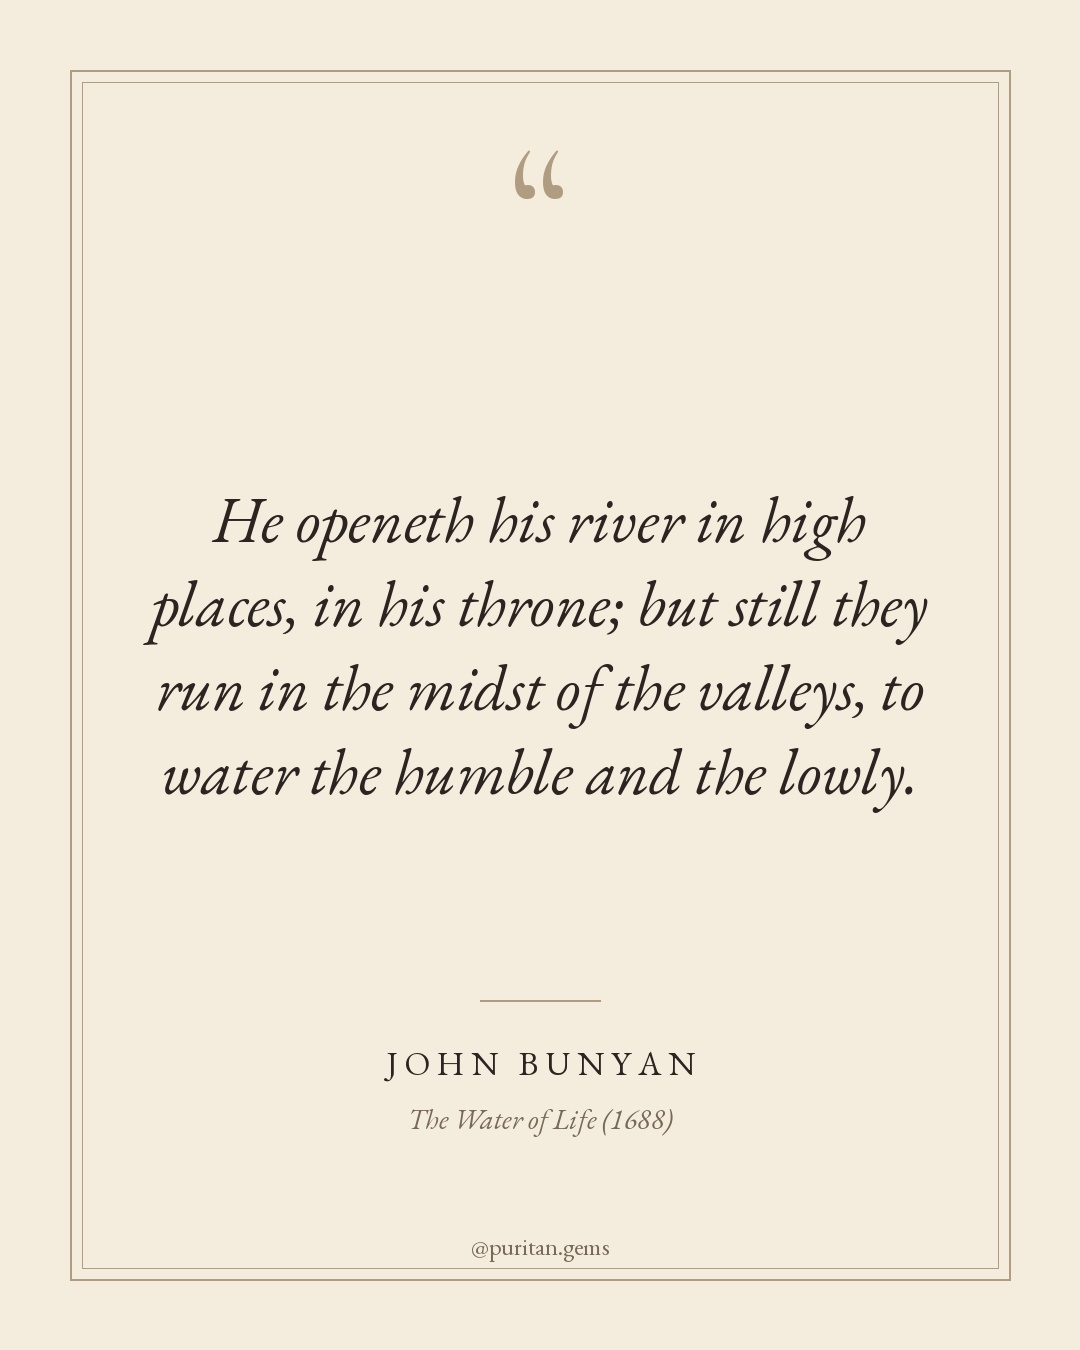 “
He openeth his river in high
places, in his throne; but still they
run in the midst of the valleys, to
water the humble and the lowly.
JOHN BUNYAN
The Water of Life (1688)
@puritan.gems